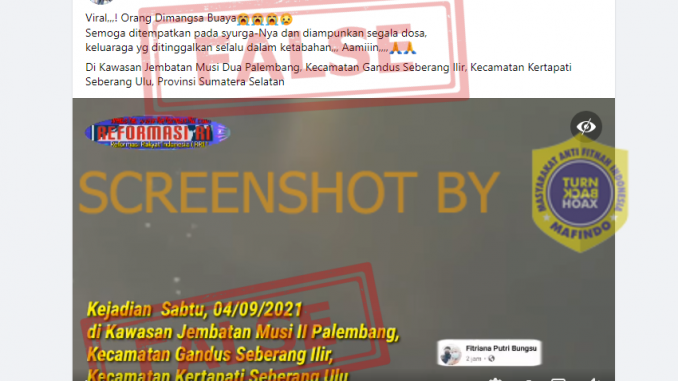 Viral,,,! Orang Dimangsa Buaya😭😭😭😢
Semoga ditempatkan pada syurga-Nya dan diampunkan segala dosa,
keluaraga yg ditinggalkan selalu dalam ketabahan,,, Aamiiin,,,,🙏🙏
Di Kawasan Jembatan Musi Dua Palembang, Kecamatan Gandus Seberang Ilir, Kecamatan Kertapati
Seberang Ulu, Provinsi Sumatera Selatan
FALSE
REFORMASI RI
Reformasi Rakyat Indonesia
SCREENSHOT BY
MASYARAKAT ANTI FITNAH INDONESIA
TURN
BACK
HOAX
MAFINDO
Kejadian Sabtu, 04/09/2021
di Kawasan Jembatan Musi II Palembang,
Kecamatan Gandus Seberang Ilir,
Kecamatan Kertapati Seberang Ulu
FALSE
Fitriana Putri Bungsu
2 jam